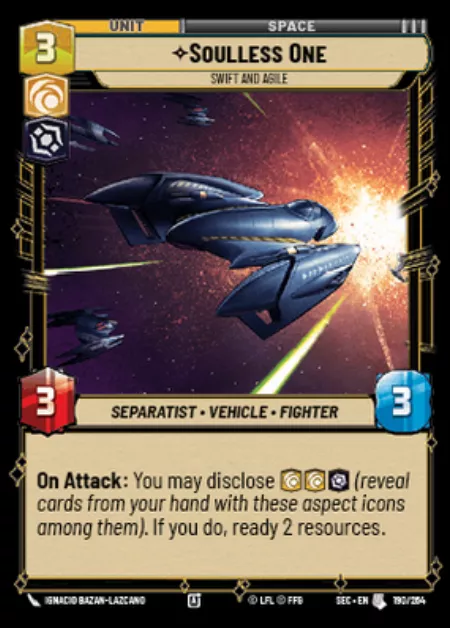 UNIT
SPACE
3
SOULLESS ONE
SWIFT AND AGILE
3
SEPARATIST • VEHICLE • FIGHTER
3
On Attack: You may disclose (reveal
cards from your hand with these aspect icons
among them). If you do, ready 2 resources.
IGNACIO BAZAN-LAZCANO
Ⓟ LFL Ⓟ FFG
SEC • EN
190/264